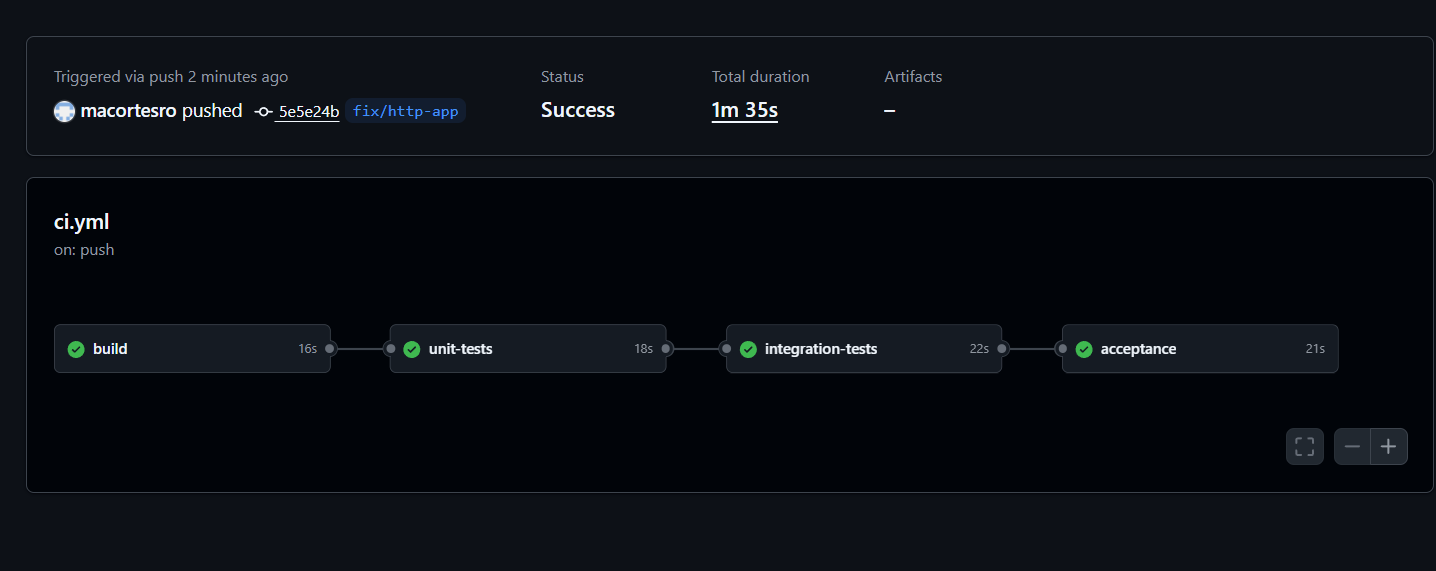 Triggered via push 2 minutes ago
macortesro pushed 5e5e24b fix/http-app
Status
Success
Total duration
1m 35s
Artifacts
–
ci.yml
on: push
build 16s
unit-tests 18s
integration-tests 22s
acceptance 21s